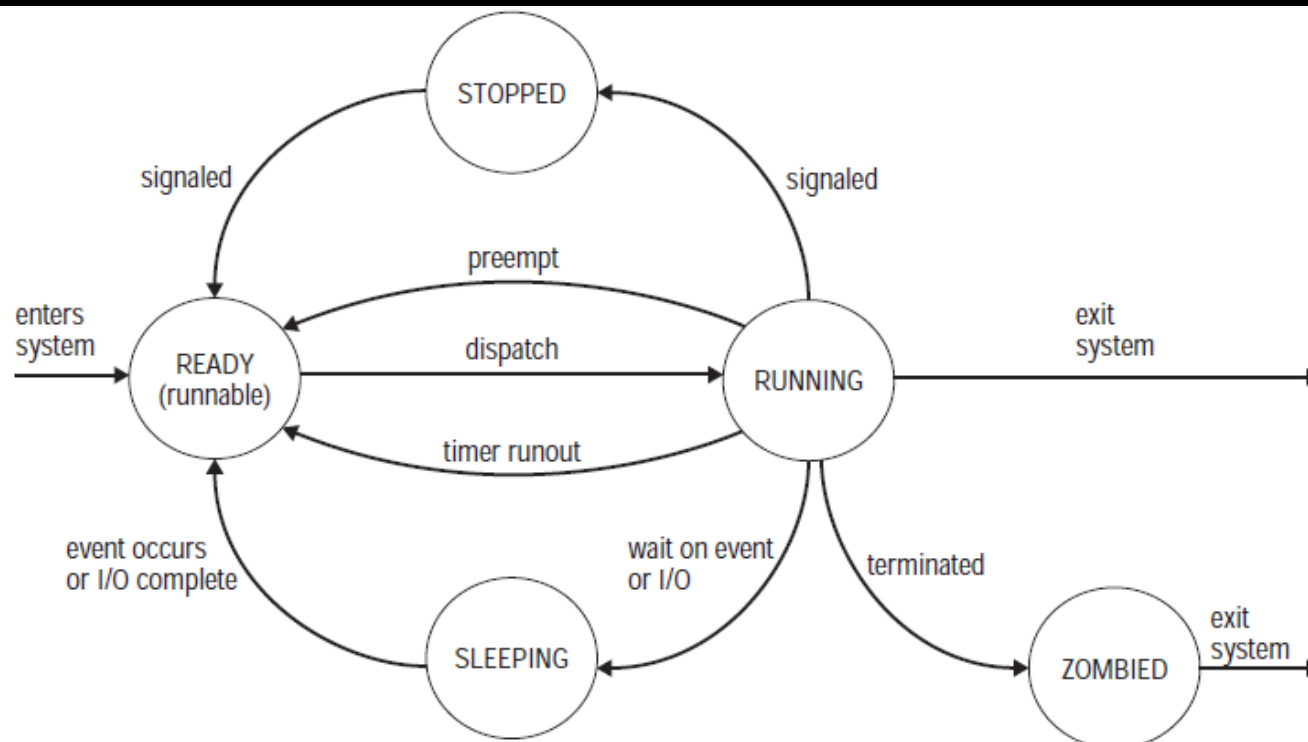 STOPPED
signaled
signaled
preempt
enters
system
READY
(runnable)
dispatch
RUNNING
exit
system
timer runout
event occurs
or I/O complete
wait on event
or I/O
terminated
SLEEPING
ZOMBIED
exit
system